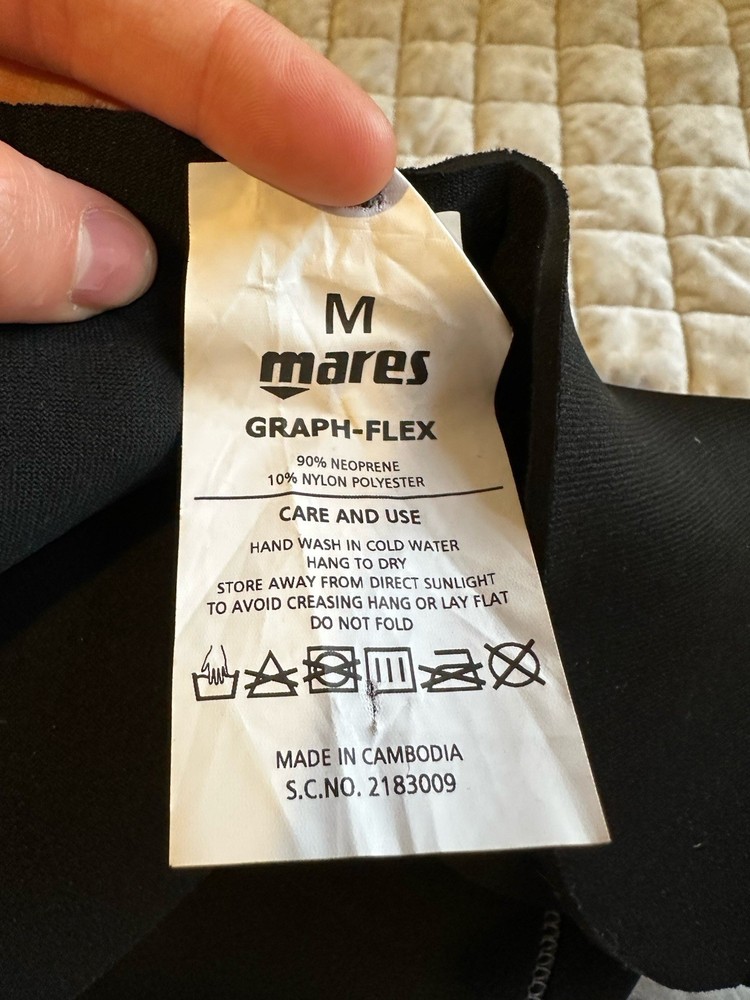 M
mares
GRAPH-FLEX
90% NEOPRENE
10% NYLON POLYESTER
CARE AND USE
HAND WASH IN COLD WATER
HANG TO DRY
STORE AWAY FROM DIRECT SUNLIGHT
TO AVOID CREASING HANG OR LAY FLAT
DO NOT FOLD
MADE IN CAMBODIA
S.C.NO. 2183009